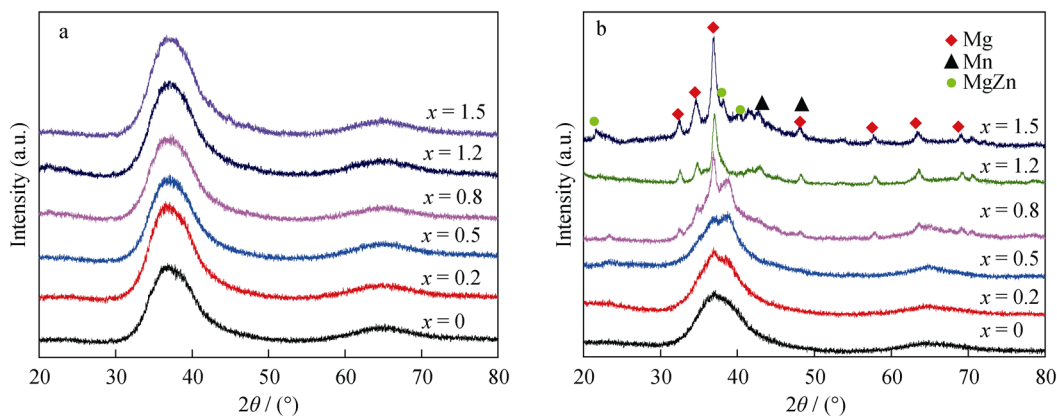 a
x = 1.5
x = 1.2
x = 0.8
x = 0.5
x = 0.2
x = 0
Intensity (a.u.)
20 30 40 50 60 70 80
2θ / (°)
b
Mg
Mn
MgZn
x = 1.5
x = 1.2
x = 0.8
x = 0.5
x = 0.2
x = 0
Intensity (a.u.)
20 30 40 50 60 70 80
2θ / (°)